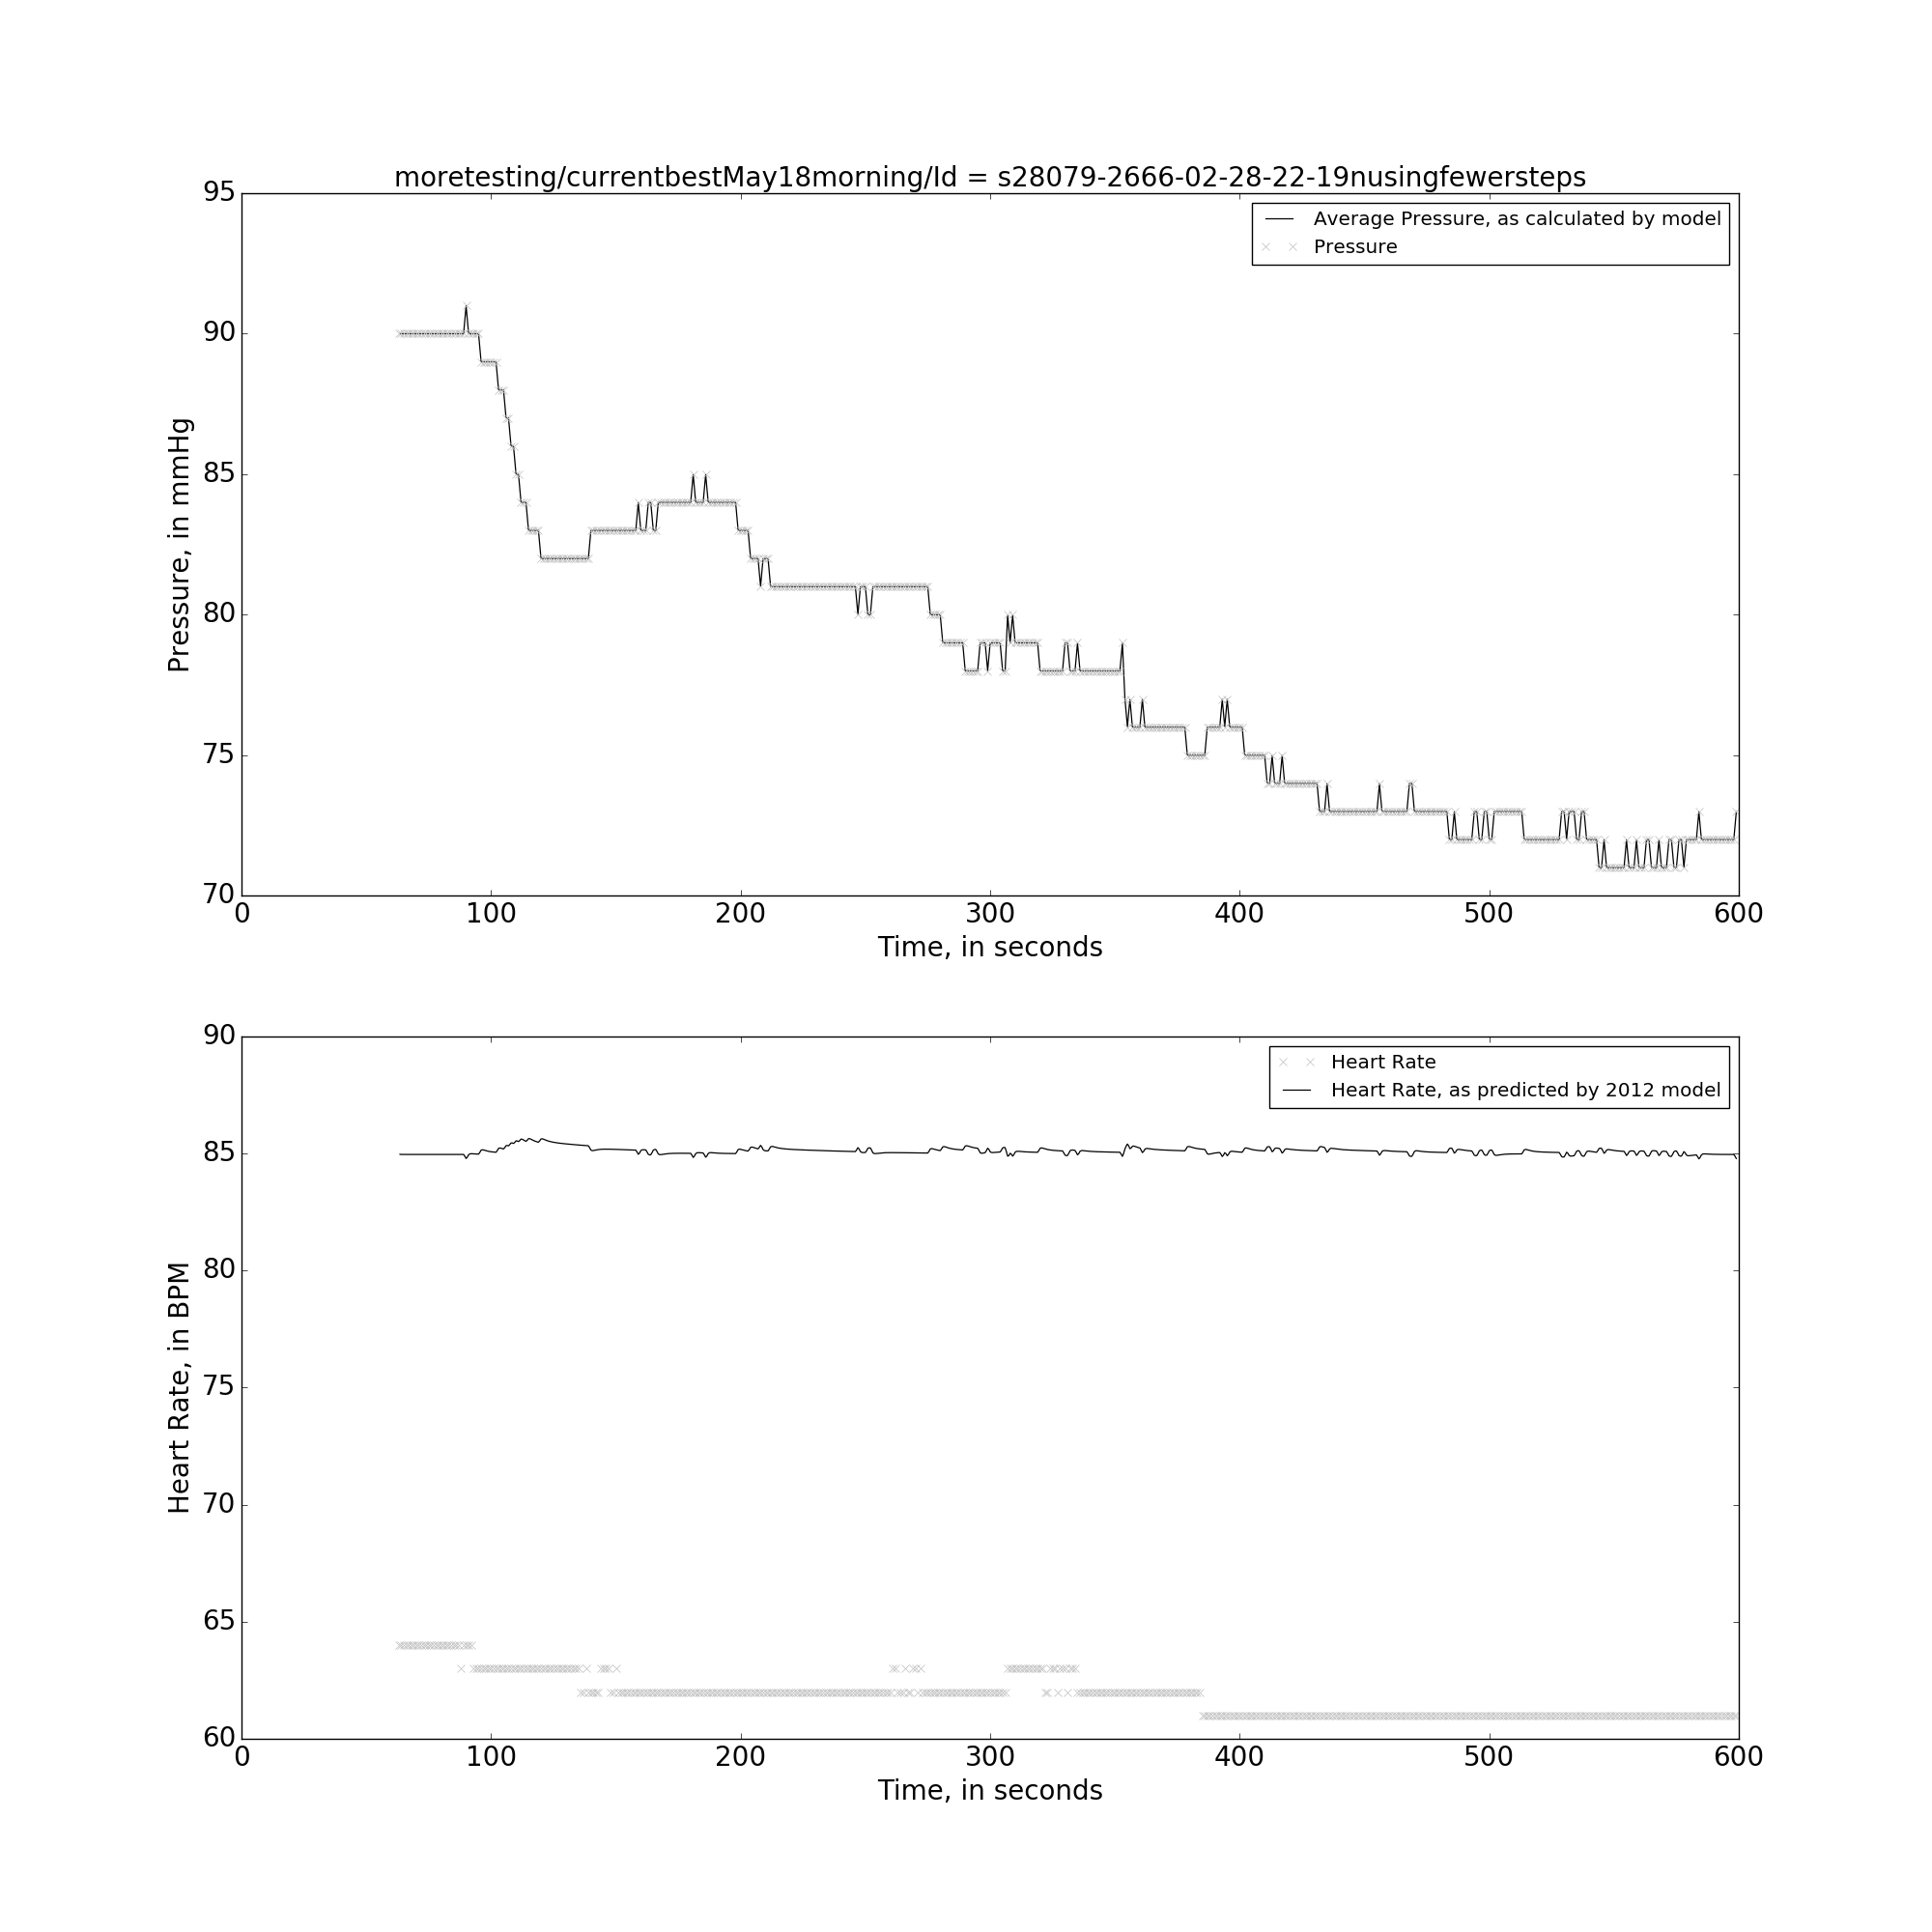 moretesting/currentbestMay18morning/Id = s28079-2666-02-28-22-19nusingfewersteps
95
90
85
80
75
70
Pressure, in mmHg
Average Pressure, as calculated by model
Pressure
0 100 200 300 400 500 600
Time, in seconds
90
85
80
75
70
65
60
Heart Rate, in BPM
Heart Rate
Heart Rate, as predicted by 2012 model
0 100 200 300 400 500 600
Time, in seconds